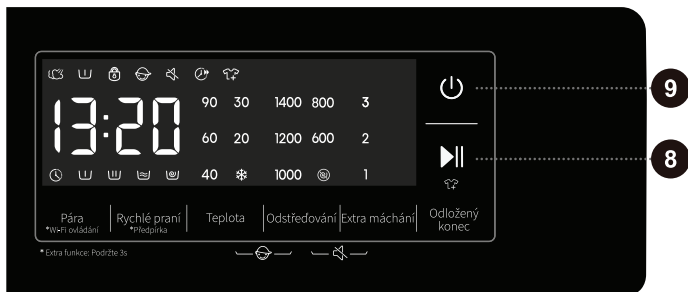 13:20
90 30 1400 800 3
60 20 1200 600 2
40 1000 1
9
8
Pára
*Wi-Fi ovládání
Rychlé praní
*Předpírka
Teplota
Odstřeďování
Extra máchání
Odložený
konec
* Extra funkce: Podržte 3s